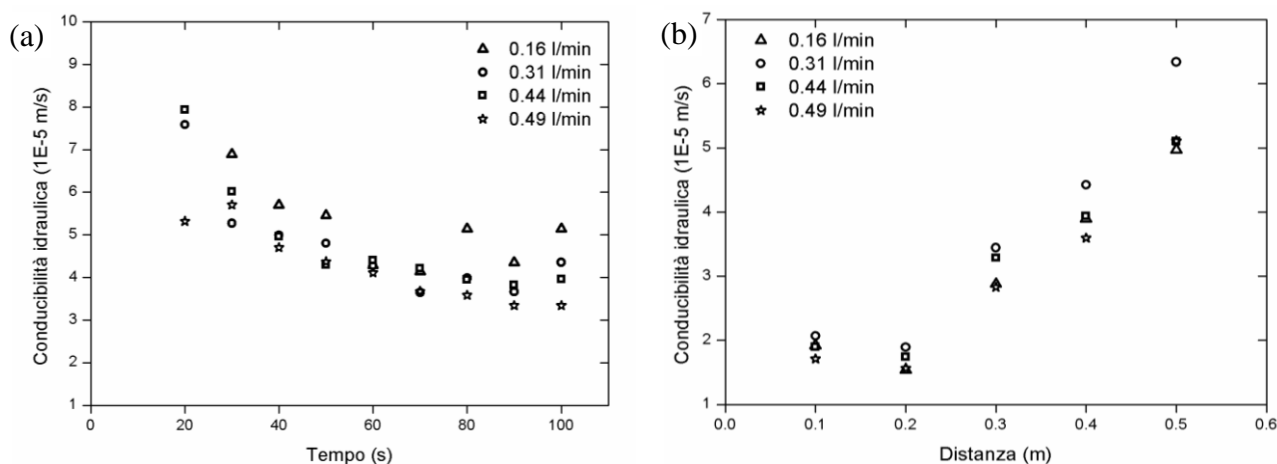 (a)
Conducibilità idraulica (1E-5 m/s)
10
9
8
7
6
5
4
3
2
1
0 20 40 60 80 100
Tempo (s)
0.16 l/min
0.31 l/min
0.44 l/min
0.49 l/min
(b)
Conducibilità idraulica (1E-5 m/s)
7
6
5
4
3
2
1
0.0 0.1 0.2 0.3 0.4 0.5 0.6
Distanza (m)
0.16 l/min
0.31 l/min
0.44 l/min
0.49 l/min